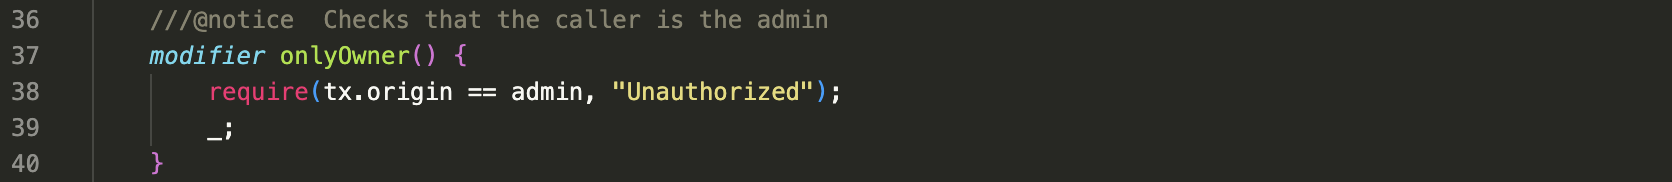 36 ///@notice  Checks that the caller is the admin
37 modifier onlyOwner() {
38 require(tx.origin == admin, "Unauthorized");
39 _;
40 }